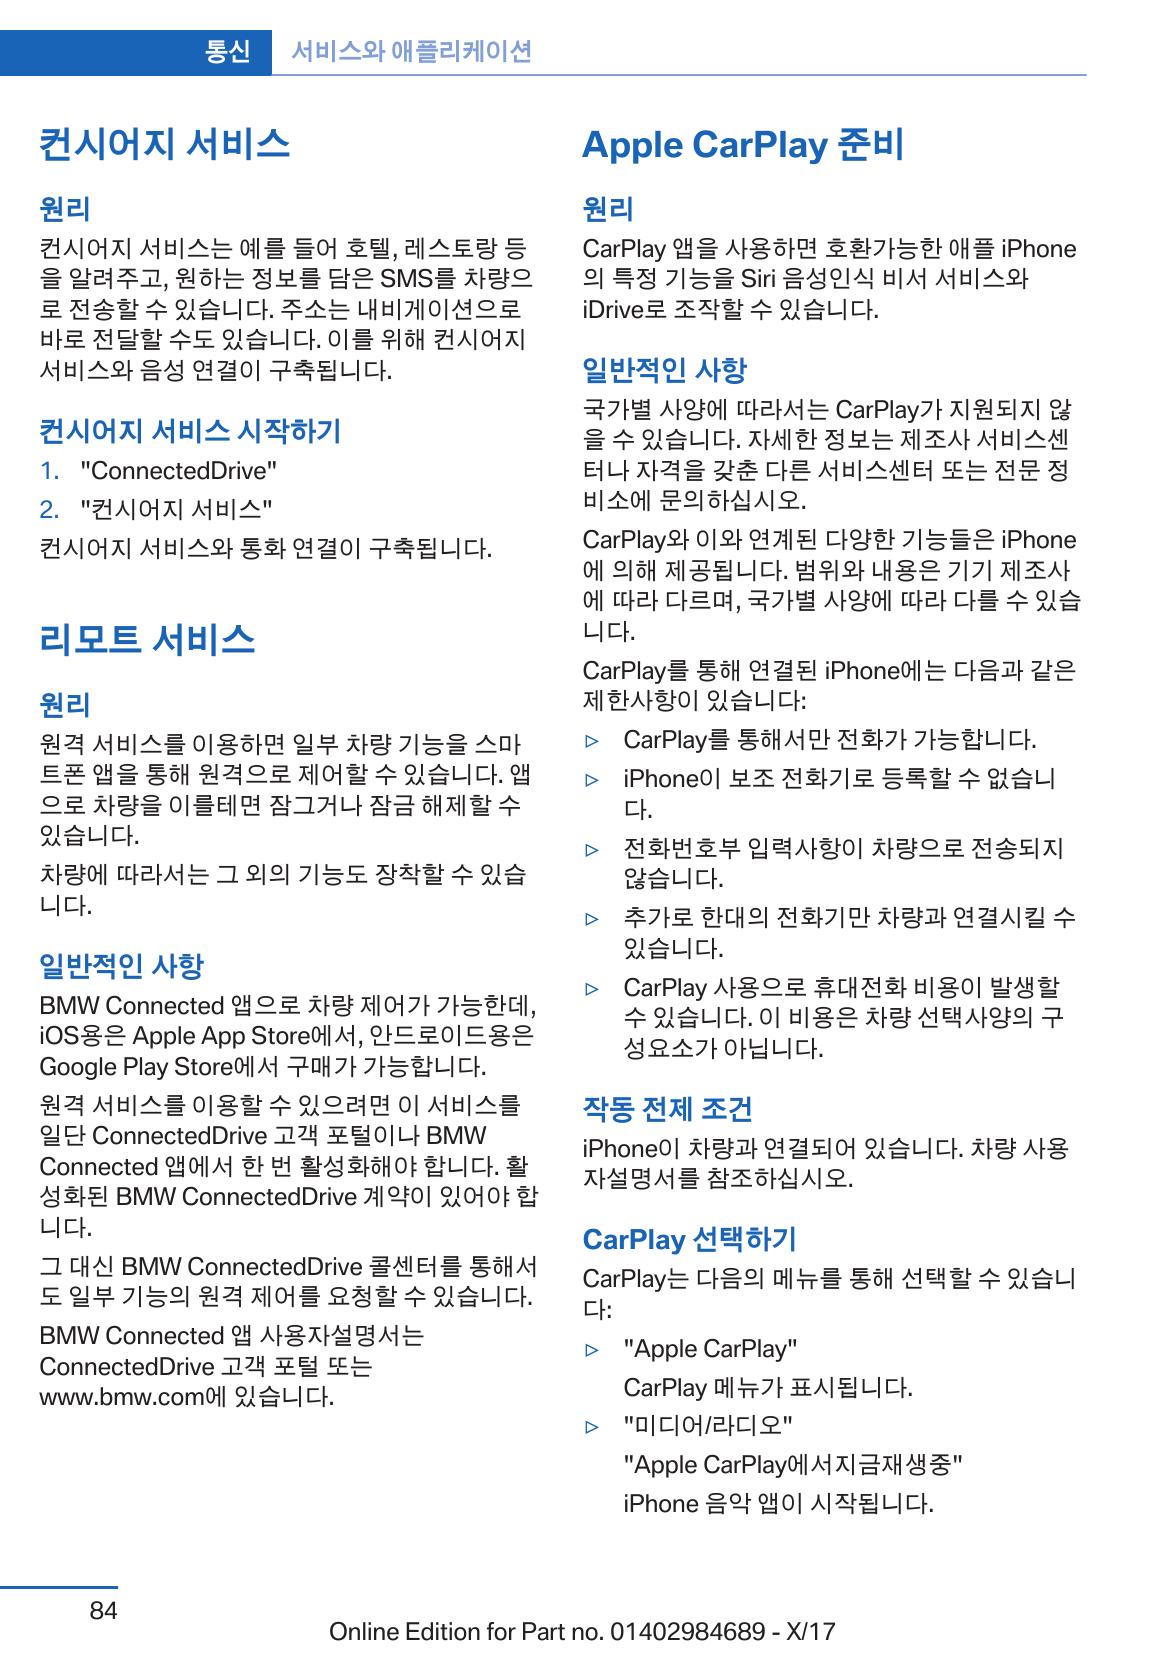 통신 서비스와 애플리케이션
컨시어지 서비스
원리
컨시어지 서비스는 예를 들어 호텔, 레스토랑 등
을 알려주고, 원하는 정보를 담은 SMS를 차량으
로 전송할 수 있습니다. 주소는 내비게이션으로
바로 전달할 수도 있습니다. 이를 위해 컨시어지
서비스와 음성 연결이 구축됩니다.
컨시어지 서비스 시작하기
1. "ConnectedDrive"
2. "컨시어지 서비스"
컨시어지 서비스와 통화 연결이 구축됩니다.
리모트 서비스
원리
원격 서비스를 이용하면 일부 차량 기능을 스마
트폰 앱을 통해 원격으로 제어할 수 있습니다. 앱
으로 차량을 이를테면 잠그거나 잠금 해제할 수
있습니다.
차량에 따라서는 그 외의 기능도 장착할 수 있습
니다.
일반적인 사항
BMW Connected 앱으로 차량 제어가 가능한데,
iOS용은 Apple App Store에서, 안드로이드용은
Google Play Store에서 구매가 가능합니다.
원격 서비스를 이용할 수 있으려면 이 서비스를
일단 ConnectedDrive 고객 포털이나 BMW
Connected 앱에서 한 번 활성화해야 합니다. 활
성화된 BMW ConnectedDrive 계약이 있어야 합
니다.
그 대신 BMW ConnectedDrive 콜센터를 통해서
도 일부 기능의 원격 제어를 요청할 수 있습니다.
BMW Connected 앱 사용자설명서는
ConnectedDrive 고객 포털 또는
www.bmw.com에 있습니다.
Apple CarPlay 준비
원리
CarPlay 앱을 사용하면 호환가능한 애플 iPhone
의 특정 기능을 Siri 음성인식 비서 서비스와
iDrive로 조작할 수 있습니다.
일반적인 사항
국가별 사양에 따라서는 CarPlay가 지원되지 않
을 수 있습니다. 자세한 정보는 제조사 서비스센
터나 자격을 갖춘 다른 서비스센터 또는 전문 정
비소에 문의하십시오.
CarPlay와 이와 연계된 다양한 기능들은 iPhone
에 의해 제공됩니다. 범위와 내용은 기기 제조사
에 따라 다르며, 국가별 사양에 따라 다를 수 있습
니다.
CarPlay를 통해 연결된 iPhone에는 다음과 같은
제한사항이 있습니다:
▷ CarPlay를 통해서만 전화가 가능합니다.
▷ iPhone이 보조 전화기로 등록할 수 없습니
다.
▷ 전화번호부 입력사항이 차량으로 전송되지
않습니다.
▷ 추가로 한대의 전화기만 차량과 연결시킬 수
있습니다.
▷ CarPlay 사용으로 휴대전화 비용이 발생할
수 있습니다. 이 비용은 차량 선택사양의 구
성요소가 아닙니다.
작동 전제 조건
iPhone이 차량과 연결되어 있습니다. 차량 사용
자설명서를 참조하십시오.
CarPlay 선택하기
CarPlay는 다음의 메뉴를 통해 선택할 수 있습니
다:
▷ "Apple CarPlay"
CarPlay 메뉴가 표시됩니다.
▷ "미디어/라디오"
"Apple CarPlay에서지금재생중"
iPhone 음악 앱이 시작됩니다.
84
Online Edition for Part no. 01402984689 - X/17